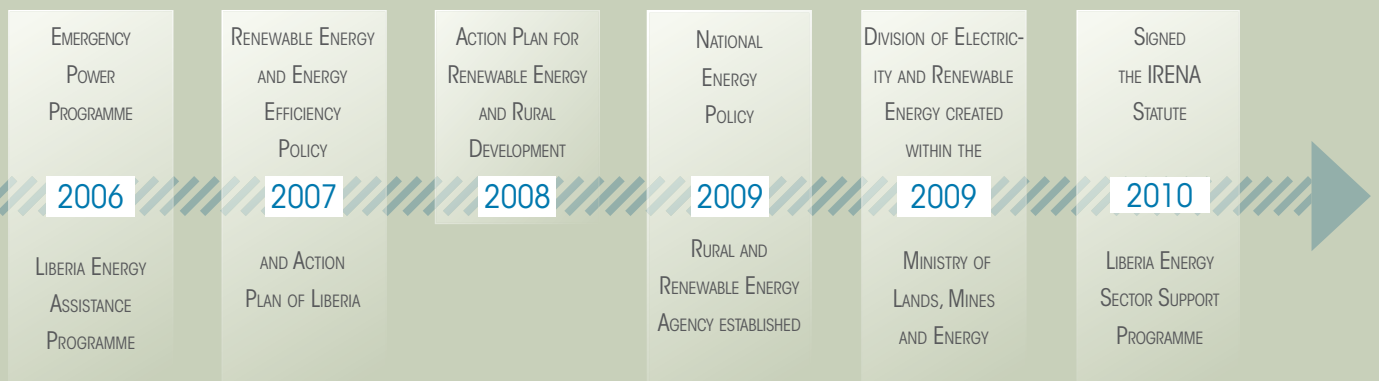 Emergency
Power
Programme
2006
Liberia Energy
Assistance
Programme
Renewable Energy
and Energy
Efficiency
Policy
2007
and Action
Plan of Liberia
Action Plan for
Renewable Energy
and Rural
Development
2008
National
Energy
Policy
2009
Rural and
Renewable Energy
Agency established
Division of Electric-
ity and Renewable
Energy created
within the
2009
Ministry of
Lands, Mines
and Energy
Signed
the IRENA
Statute
2010
Liberia Energy
Sector Support
Programme